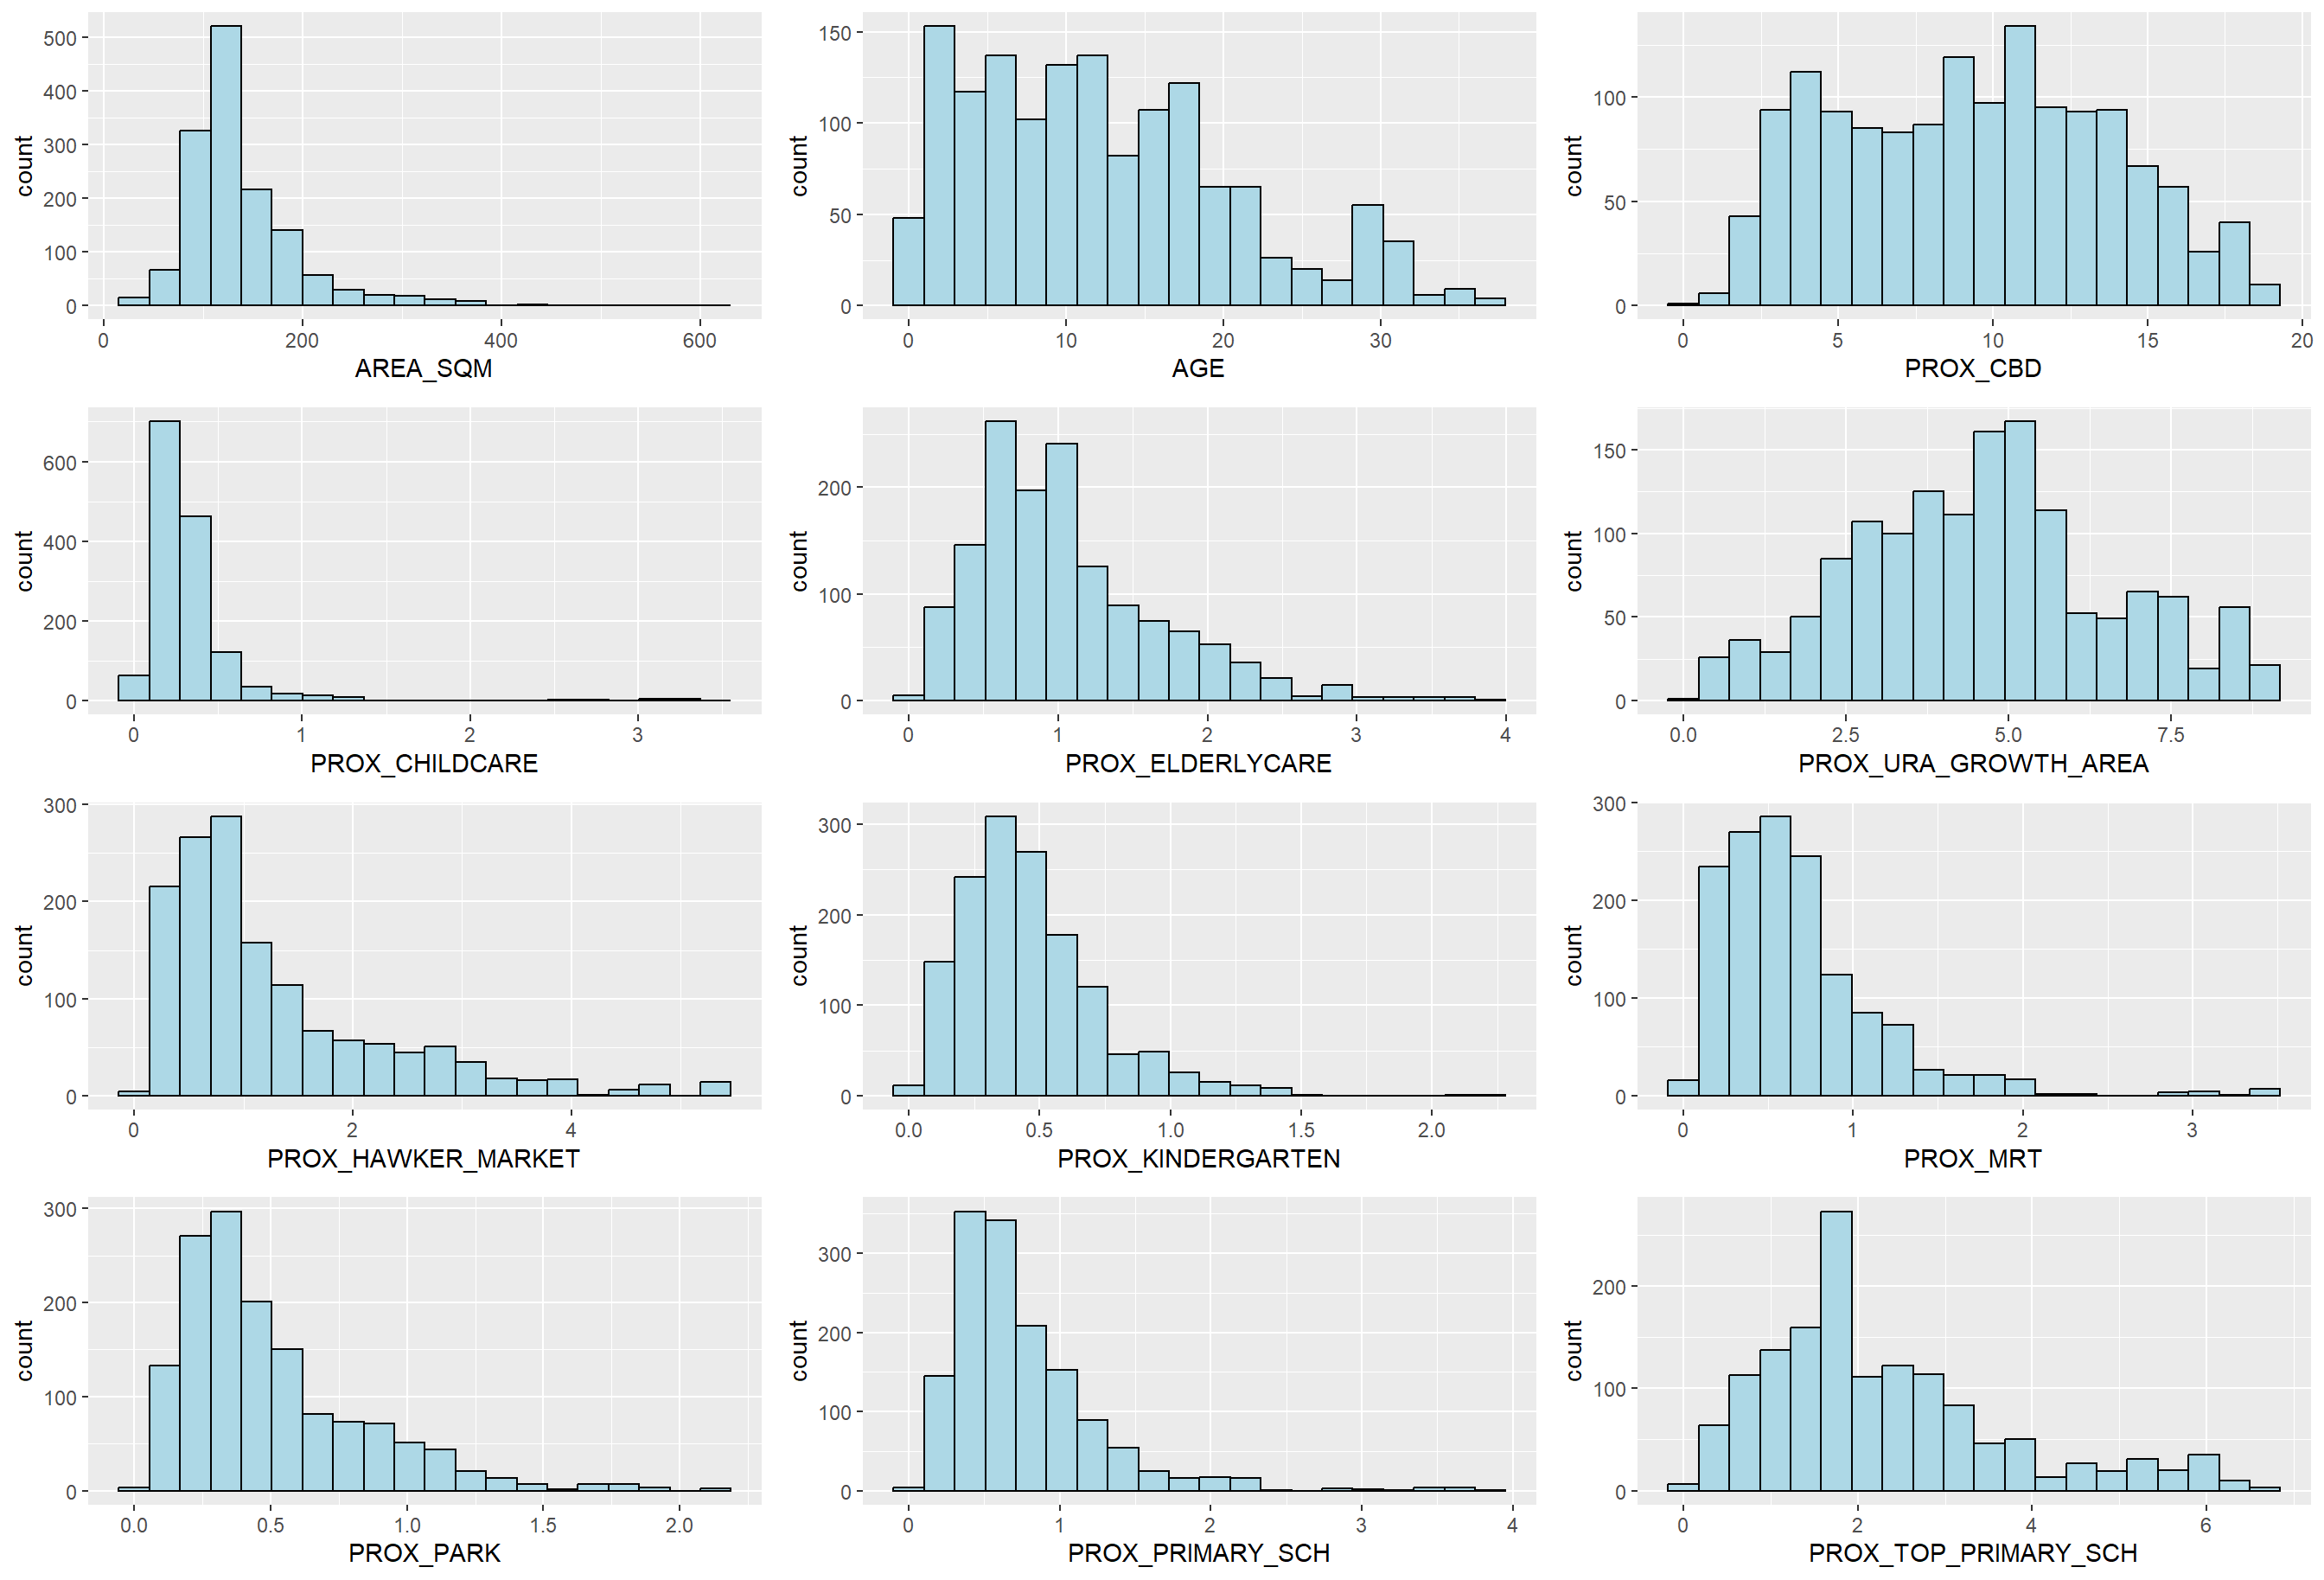 500
400
300
200
100
0
count
0 200 400 600
AREA_SQM
150
100
50
0
count
0 10 20 30
AGE
100
50
0
count
0 5 10 15 20
PROX_CBD
600
400
200
0
count
0 1 2 3
PROX_CHILDCARE
200
100
0
count
0 1 2 3 4
PROX_ELDERLYCARE
150
100
50
0
count
0.0 2.5 5.0 7.5
PROX_URA_GROWTH_AREA
300
200
100
0
count
0 2 4
PROX_HAWKER_MARKET
300
200
100
0
count
0.0 0.5 1.0 1.5 2.0
PROX_KINDERGARTEN
300
200
100
0
count
0 1 2 3
PROX_MRT
300
200
100
0
count
0.0 0.5 1.0 1.5 2.0
PROX_PARK
300
200
100
0
count
0 1 2 3 4
PROX_PRIMARY_SCH
200
100
0
count
0 2 4 6
PROX_TOP_PRIMARY_SCH